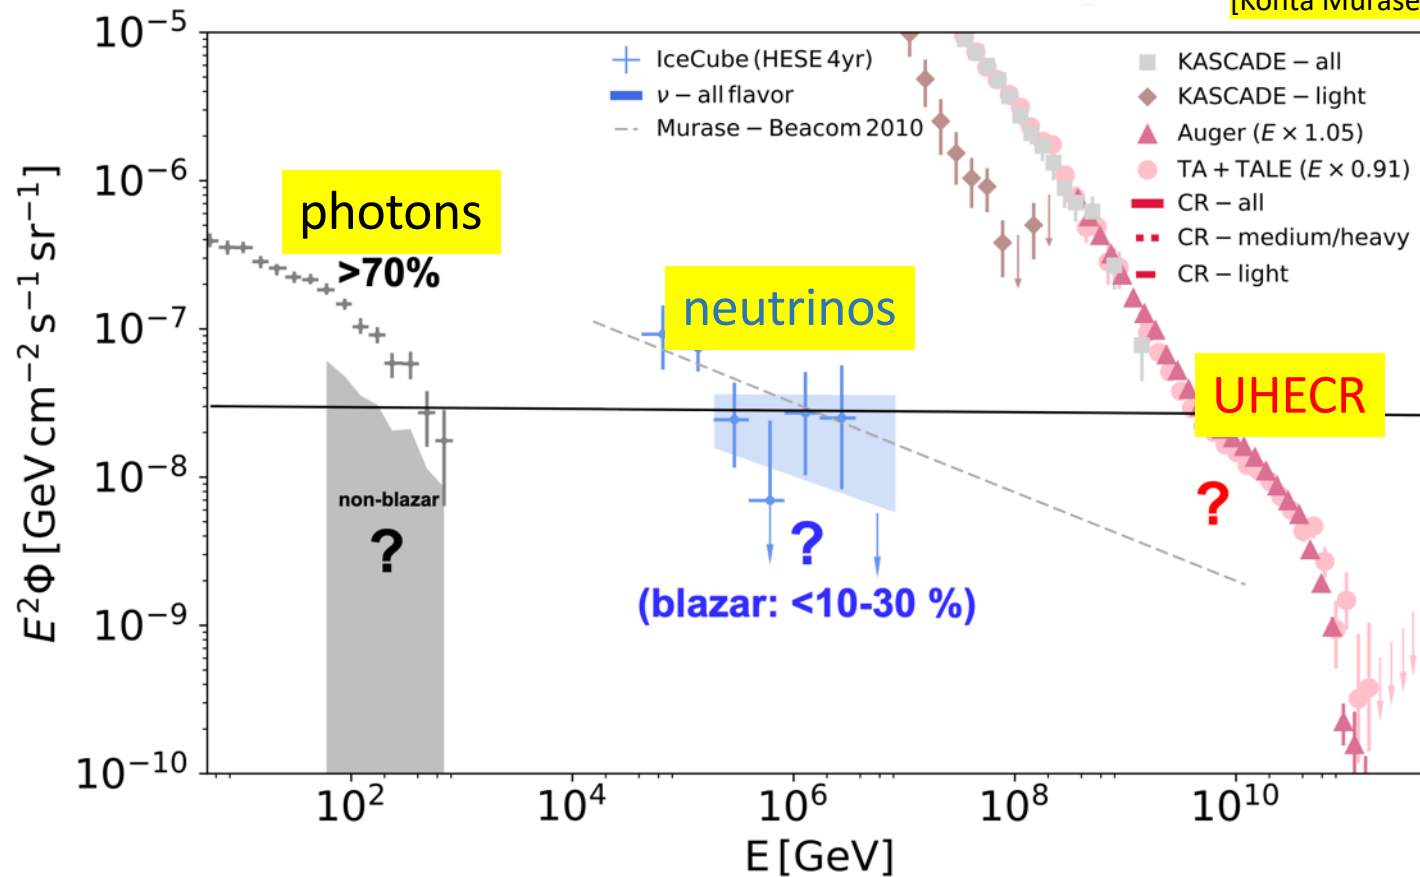 [Kohta Murase
10⁻⁵
10⁻⁶
10⁻⁷
10⁻⁸
10⁻⁹
10⁻¹⁰
E²Φ [GeV cm⁻² s⁻¹ sr⁻¹]
IceCube (HESE 4yr)
ν − all flavor
Murase − Beacom 2010
KASCADE − all
KASCADE − light
Auger (E × 1.05)
TA + TALE (E × 0.91)
CR − all
CR − medium/heavy
CR − light
photons
>70%
neutrinos
UHECR
non-blazar
?
?
(blazar: <10-30 %)
?
10²
10⁴
10⁶
10⁸
10¹⁰
E [GeV]